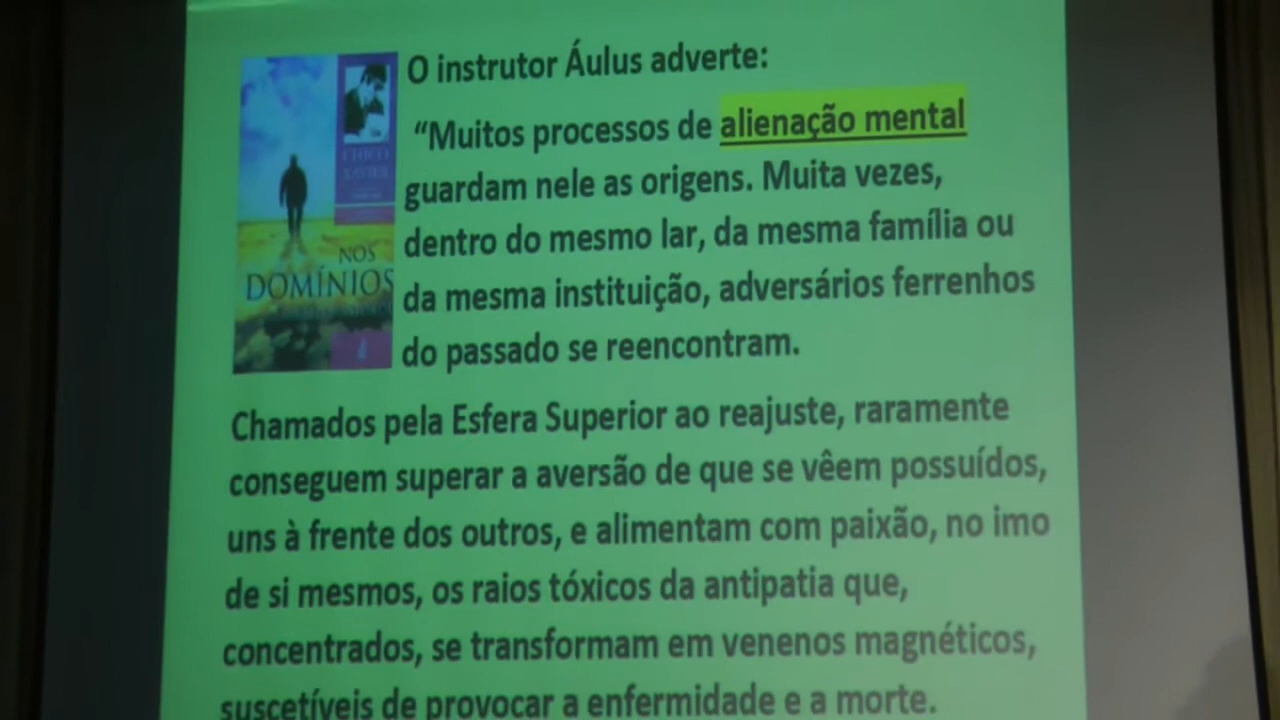 O instrutor Áulus adverte:
“Muitos processos de alienação mental
guardam nele as origens. Muita vezes,
dentro do mesmo lar, da mesma família ou
da mesma instituição, adversários ferrenhos
do passado se reencontram.
CHICO
XAVIER
NOS
DOMÍNIOS
Chamados pela Esfera Superior ao reajuste, raramente
conseguem superar a aversão de que se vêem possuídos,
uns à frente dos outros, e alimentam com paixão, no imo
de si mesmos, os raios tóxicos da antipatia que,
concentrados, se transformam em venenos magnéticos,
suscetíveis de provocar a enfermidade e a morte.